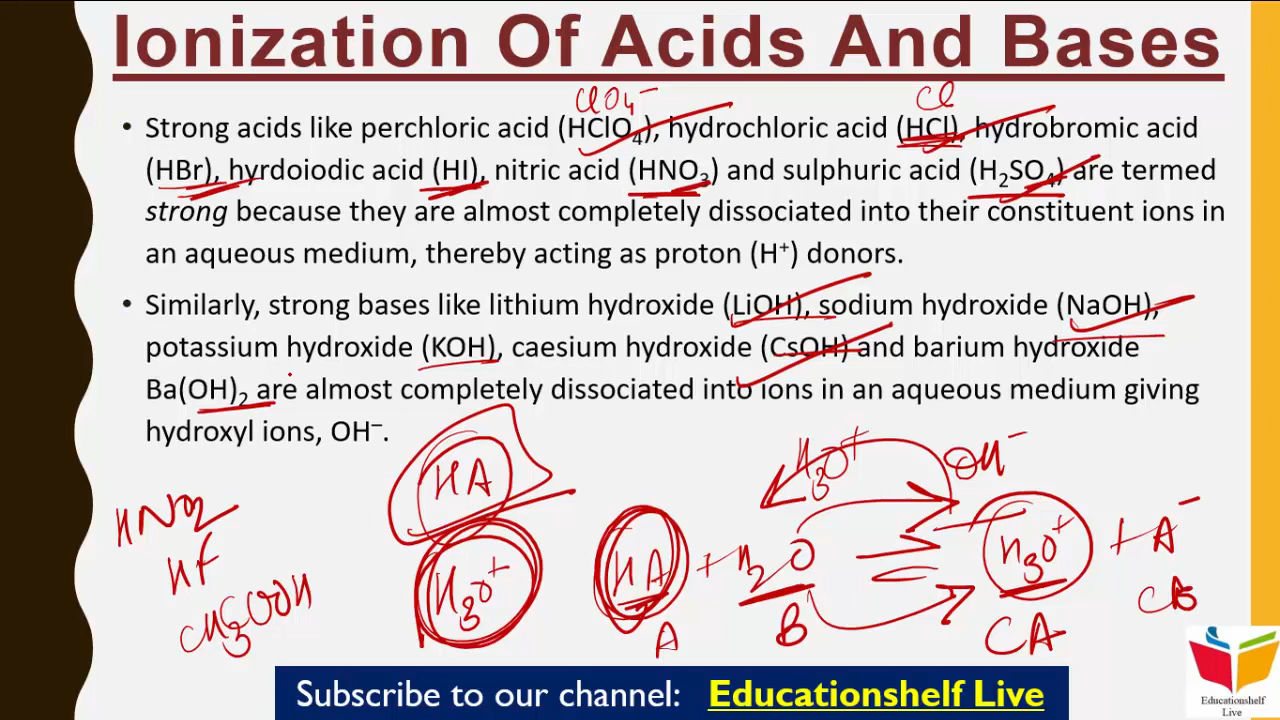 Ionization Of Acids And Bases
ClO₄⁻ Cl
• Strong acids like perchloric acid (HClO₄), hydrochloric acid (HCl), hydrobromic acid
(HBr), hyrdoiodic acid (HI), nitric acid (HNO₃) and sulphuric acid (H₂SO₄) are termed
strong because they are almost completely dissociated into their constituent ions in
an aqueous medium, thereby acting as proton (H⁺) donors.
• Similarly, strong bases like lithium hydroxide (LiOH), sodium hydroxide (NaOH),
potassium hydroxide (KOH), caesium hydroxide (CsOH) and barium hydroxide
Ba(OH)₂ are almost completely dissociated into ions in an aqueous medium giving
hydroxyl ions, OH⁻.
H₃O⁺ OH⁻
HA
HNO₂
HF
CH₃COOH
H₃O⁺
HA + H₂O ⇌ H₃O⁺ + A⁻
A B CA CB
Subscribe to our channel: Educationshelf Live
Educationshelf
Live